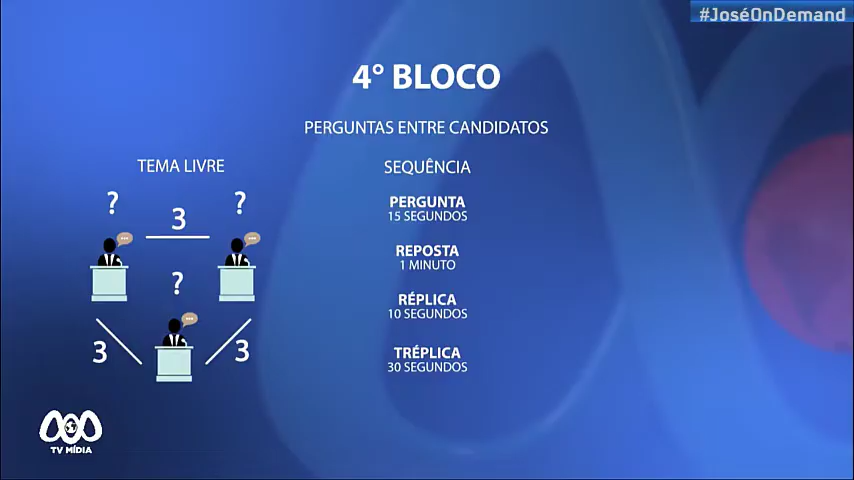 #JoséOnDemand
4° BLOCO
PERGUNTAS ENTRE CANDIDATOS
TEMA LIVRE
? 3 ?
?
3 3
SEQUÊNCIA
PERGUNTA
15 SEGUNDOS
REPOSTA
1 MINUTO
RÉPLICA
10 SEGUNDOS
TRÉPLICA
30 SEGUNDOS
TV MÍDIA